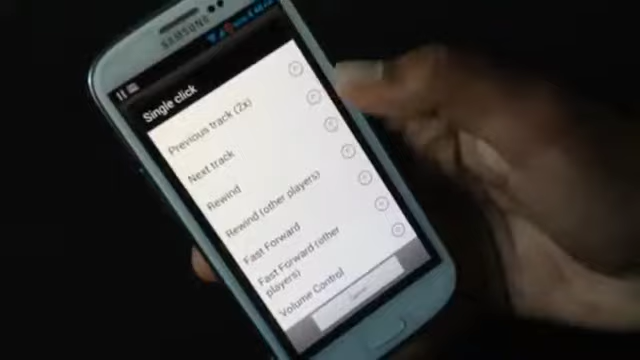 SAMSUNG
Single click
Previous track (2x)
Next track
Rewind
Rewind (other players)
Fast Forward
Fast Forward (other
players)
Volume Control